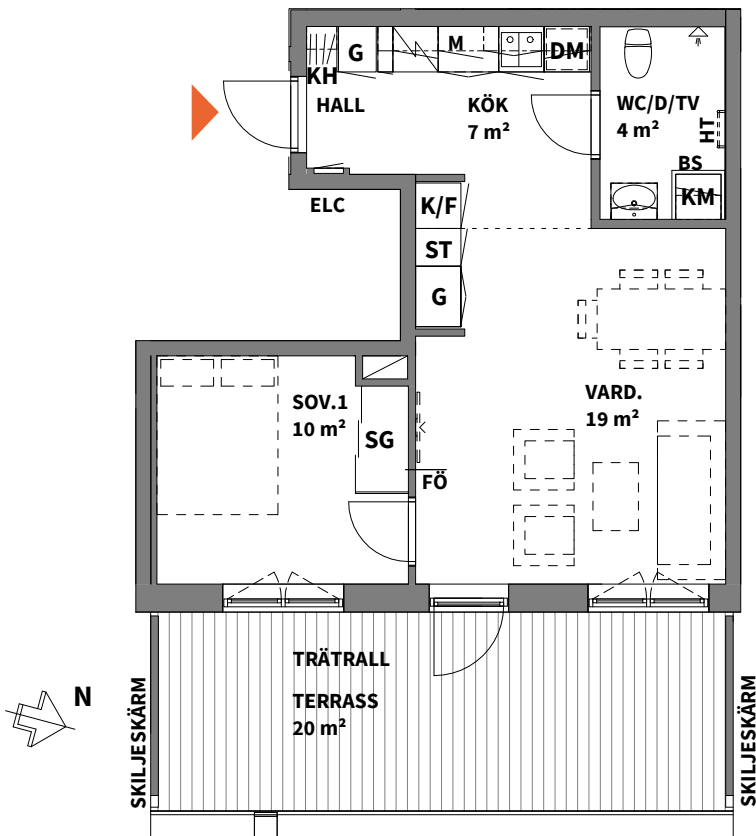 G
M
DM
KH
HALL
KÖK
7 m²
WC/D/TV
4 m²
HT
BS
KM
ELC
K/F
ST
G
SOV.1
10 m²
SG
VARD.
19 m²
FÖ
TRÄTRALL
TERRASS
20 m²
N
SKILJESKÄRM
SKILJESKÄRM